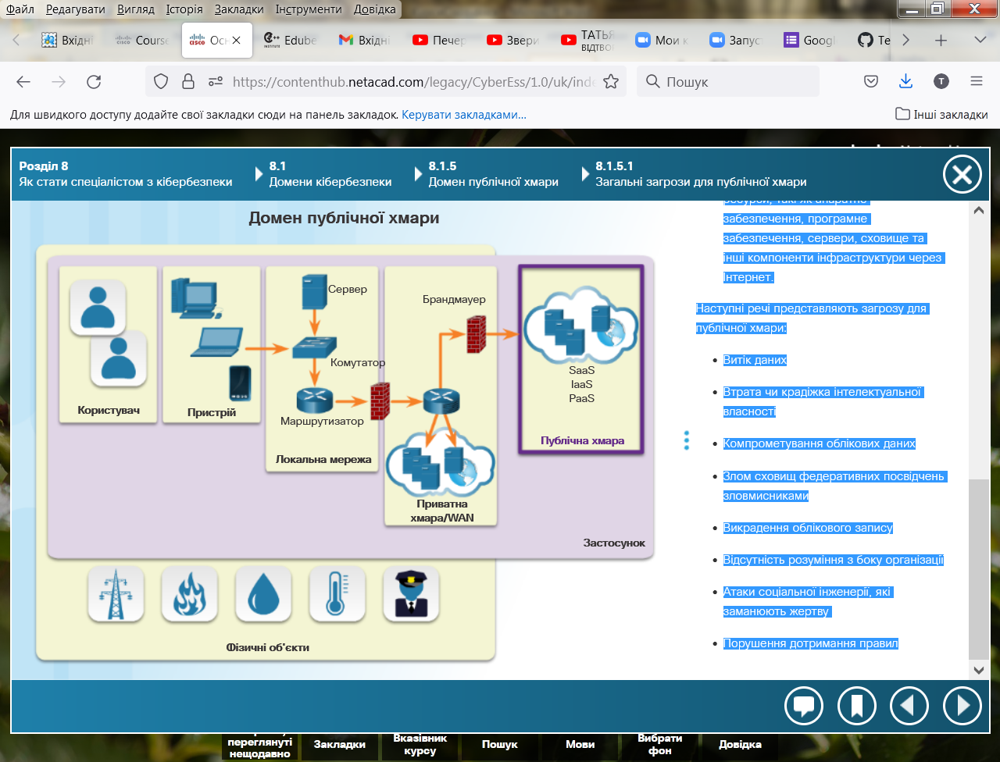 Файл Редагувати Вигляд Історія Закладки Інструменти Довідка
Вхідні
Course
Осн
Edube
Вхідні
Печер
Звери
ТАТЬЯ
ВІДТВОР
Мои к
Запус
Googl
Te
https://contenthub.netacad.com/legacy/CyberEss/1.0/uk/inde
Пошук
T
Для швидкого доступу додайте свої закладки сюди на панель закладок. Керувати закладками…
Інші закладки
Розділ 8
Як стати спеціалістом з кібербезпеки
8.1
Домени кібербезпеки
8.1.5
Домен публічної хмари
8.1.5.1
Загальні загрози для публічної хмари
Домен публічної хмари
Користувач
Пристрій
Сервер
Комутатор
Маршрутизатор
Локальна мережа
Брандмауер
Приватна
хмара/WAN
SaaS
IaaS
PaaS
Публічна хмара
Застосунок
Фізичні об'єкти
ресурси, такі як апаратне
забезпечення, програмне
забезпечення, сервери, сховище та
інші компоненти інфраструктури через
Інтернет.
Наступні речі представляють загрозу для
публічної хмари:
• Витік даних
• Втрата чи крадіжка інтелектуальної
власності
• Компрометування облікових даних
• Злом сховищ федеративних посвідчень
зловмисниками
• Викрадення облікового запису
• Відсутність розуміння з боку організації
• Атаки соціальної інженерії, які
заманюють жертву
• Порушення дотримання правил
переглянуті
нещодавно
Закладки
Вказівник
курсу
Пошук
Мови
Вибрати
фон
Довідка